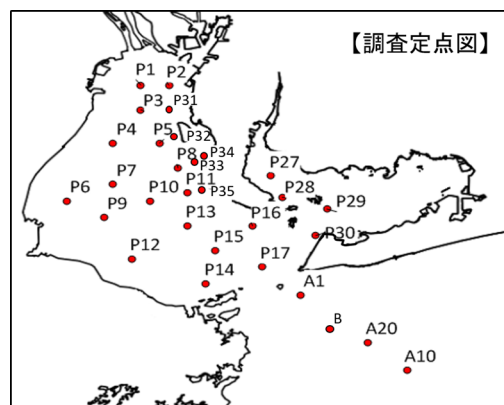 【調査定点図】
P1 P2
P3 P31
P4 P5 P32
P8 P34
P33
P27
P7 P10 P11 P35
P28
P6
P9
P29
P13 P16
P30
P12 P15
P14 P17
A1
B
A20
A10